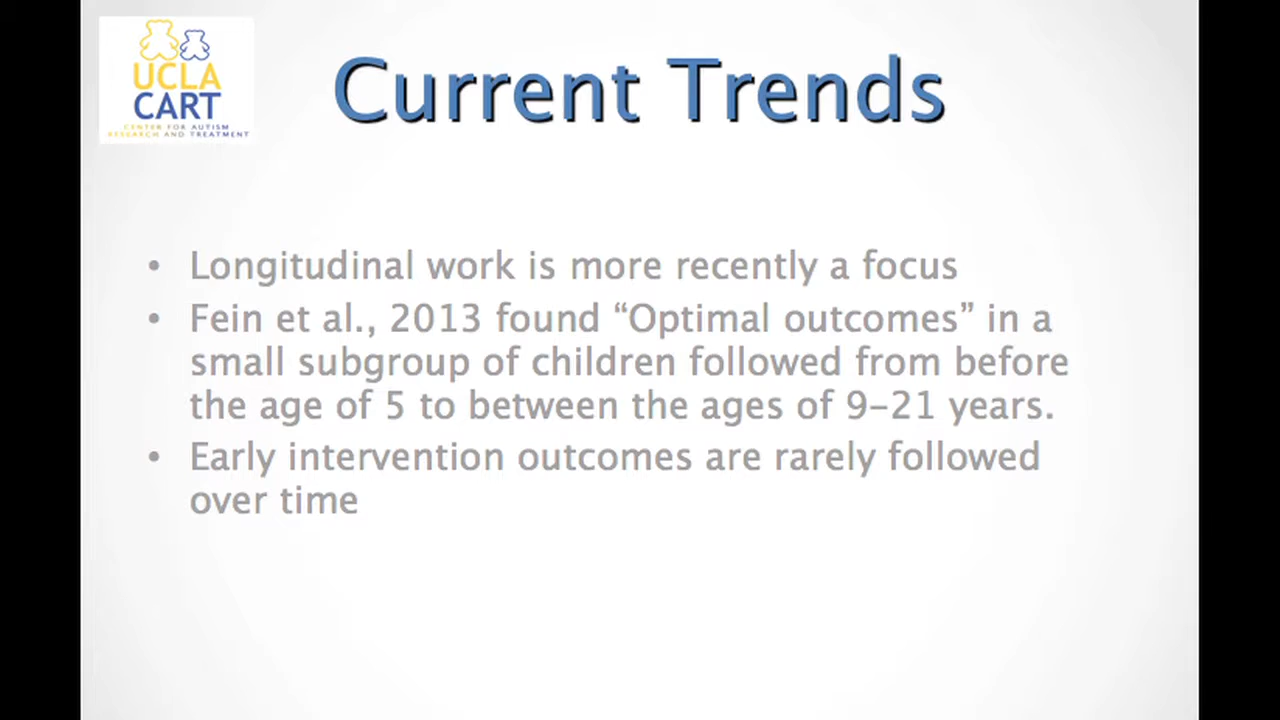 UCLA
CART
CENTER FOR AUTISM
RESEARCH AND TREATMENT
Current Trends
• Longitudinal work is more recently a focus
• Fein et al., 2013 found “Optimal outcomes” in a
small subgroup of children followed from before
the age of 5 to between the ages of 9–21 years.
• Early intervention outcomes are rarely followed
over time